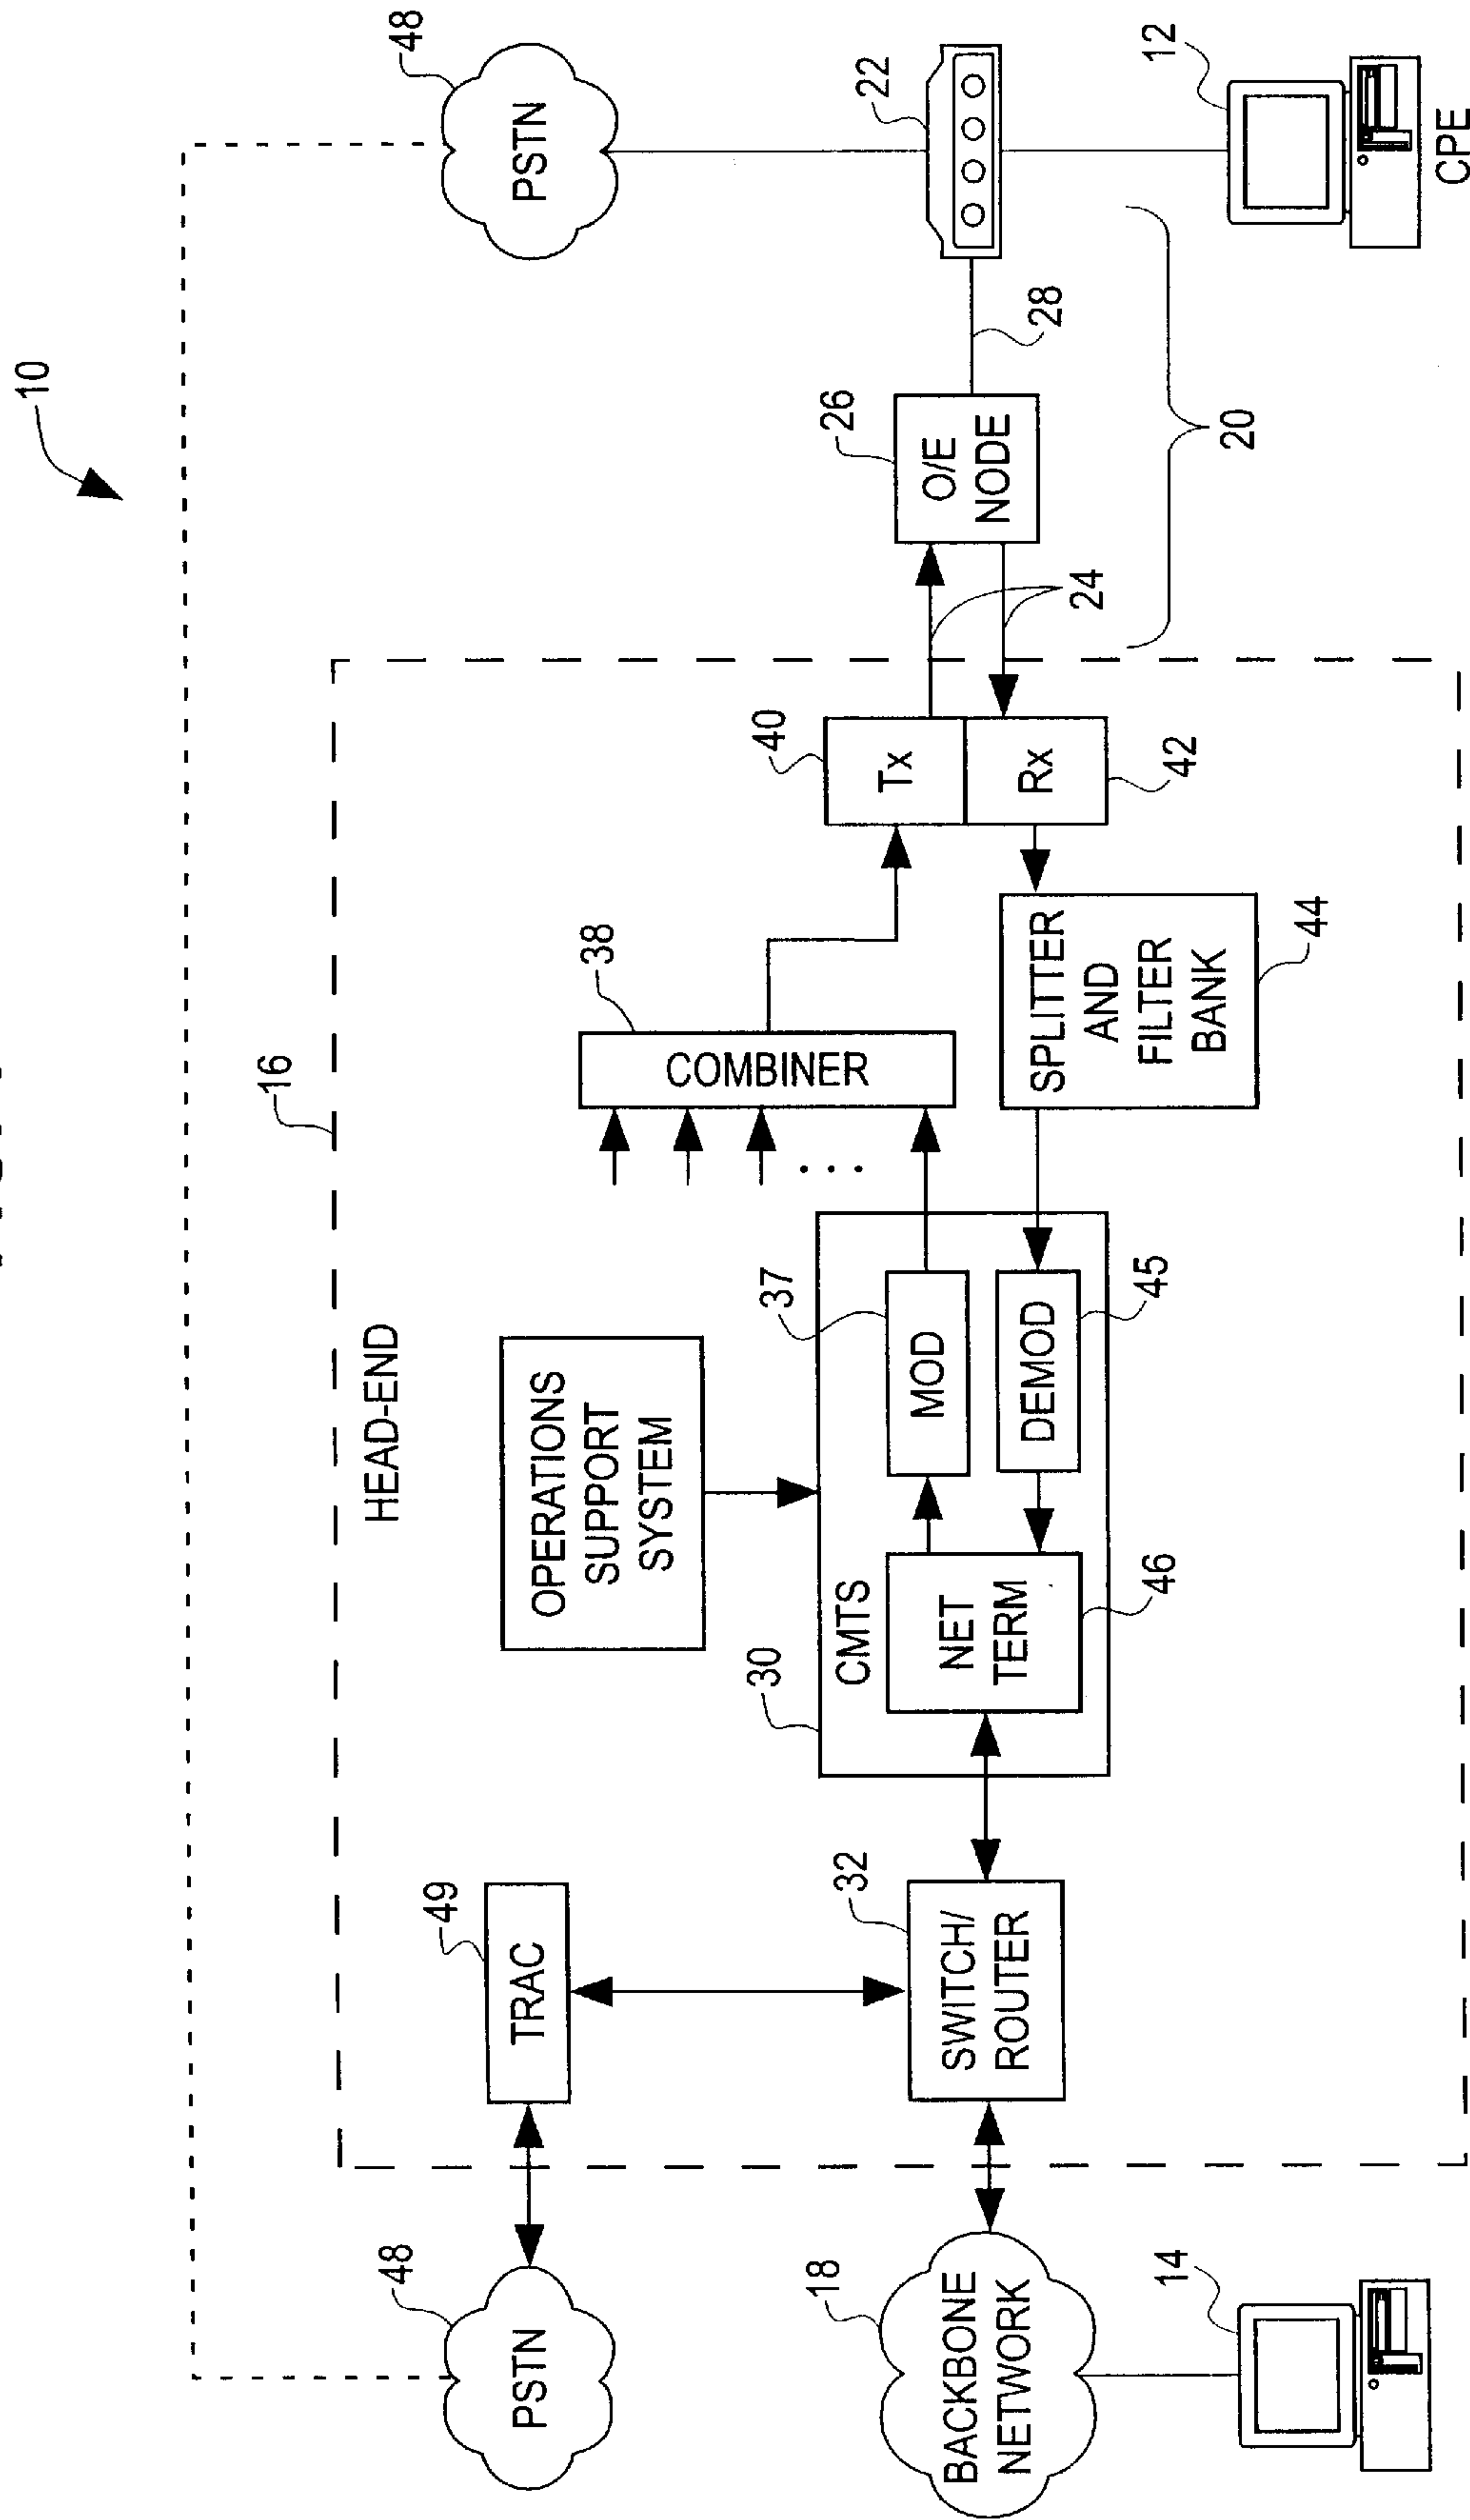 10
16
HEAD-END
48
PSTN
49
TRAC
OPERATIONS
SUPPORT
SYSTEM
38
COMBINER
48
PSTN
18
BACKBONE
NETWORK
32
SWITCH/
ROUTER
30
CMTS
NET
TERM
46
37
MOD
DEMOD
45
40
Tx
Rx
42
SPLITTER
AND
FILTER
BANK
44
26
O/E
NODE
24
28
22
20
14
12
CPE